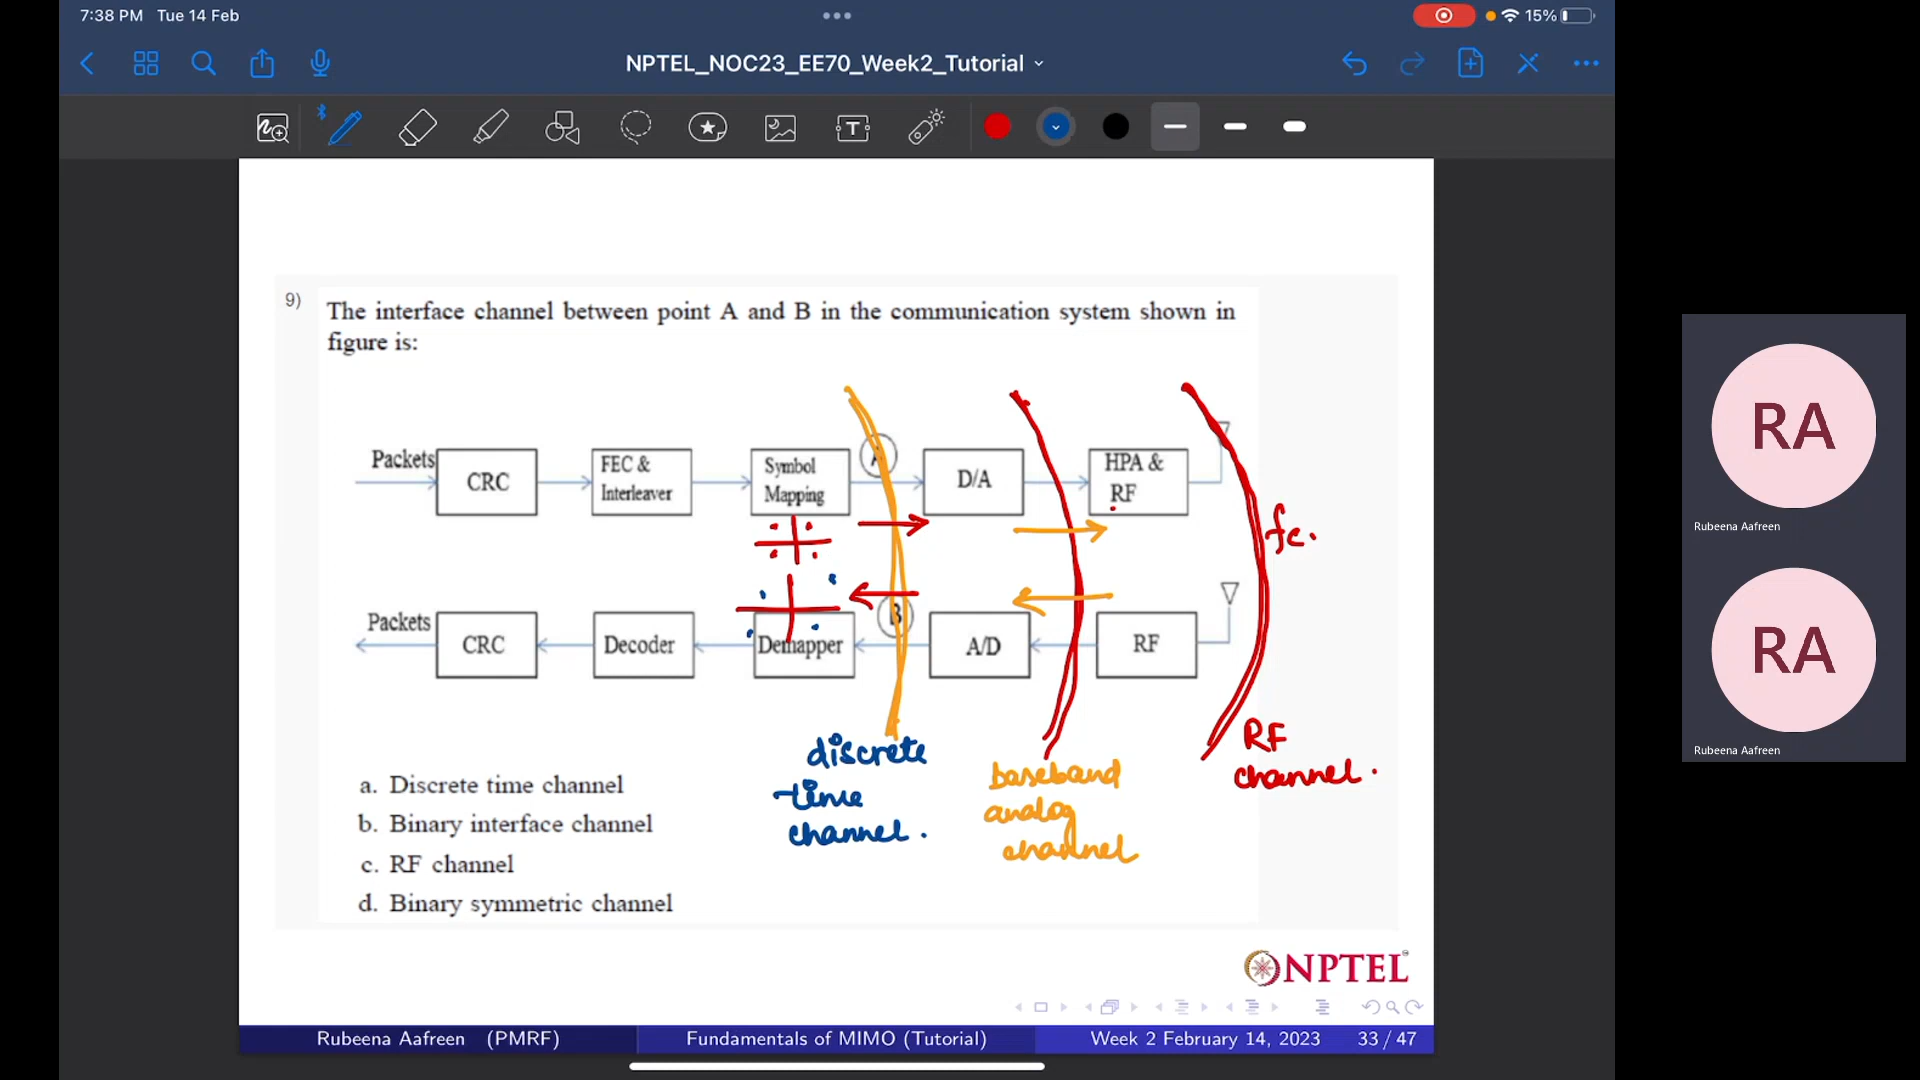 7:38 PM Tue 14 Feb
15%
NPTEL_NOC23_EE70_Week2_Tutorial
T
9)
The interface channel between point A and B in the communication system shown in
figure is:
Packets
CRC
FEC &
Interleaver
Symbol
Mapping
A
D/A
HPA &
RF
fc.
Packets
CRC
Decoder
Demapper
B
A/D
RF
discrete
time
channel.
baseband
analog
channel
RF
channel.
a. Discrete time channel
b. Binary interface channel
c. RF channel
d. Binary symmetric channel
NPTEL
Rubeena Aafreen (PMRF)
Fundamentals of MIMO (Tutorial)
Week 2 February 14, 2023
33 / 47
RA
Rubeena Aafreen
RA
Rubeena Aafreen